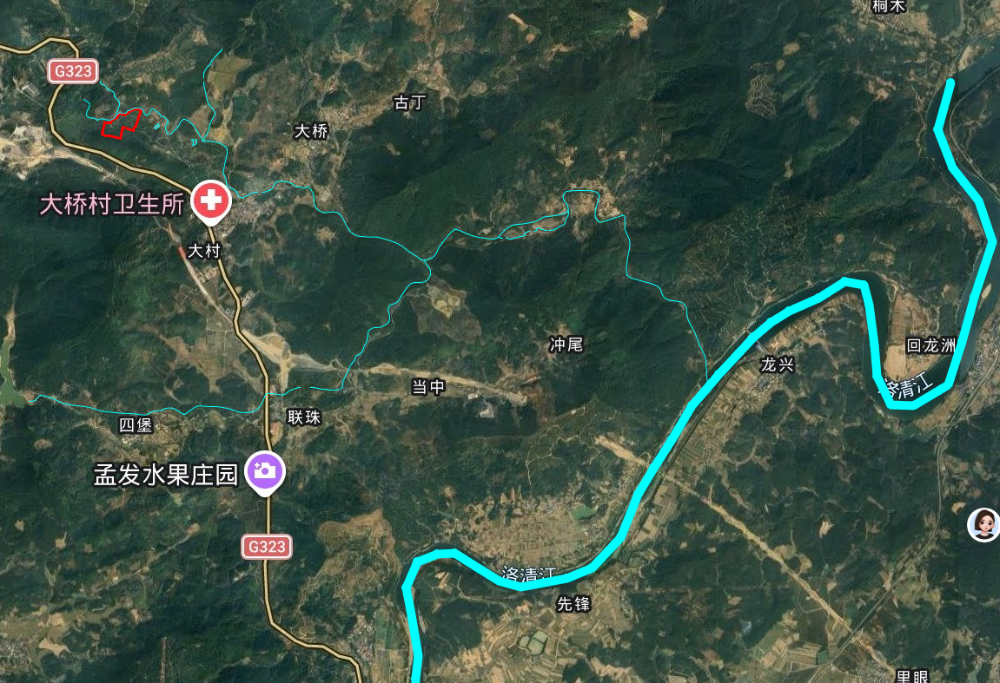 桐木
G323
古丁
大桥
大桥村卫生所
大村
冲尾
回龙洲
龙兴
洛清江
当中
联珠
四堡
孟发水果庄园
G323
洛清江
先锋
里眼